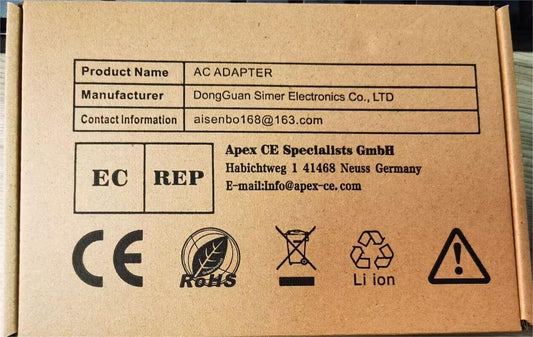 Product Name AC ADAPTER
Manufacturer DongGuan Simer Electronics Co., LTD
Contact Information aisenbo168@163.com
EC REP
Apex CE Specialists GmbH
Habichtweg 1 41468 Neuss Germany
E-mail:Info@apex-ce.com
CE
RoHS
Li ion